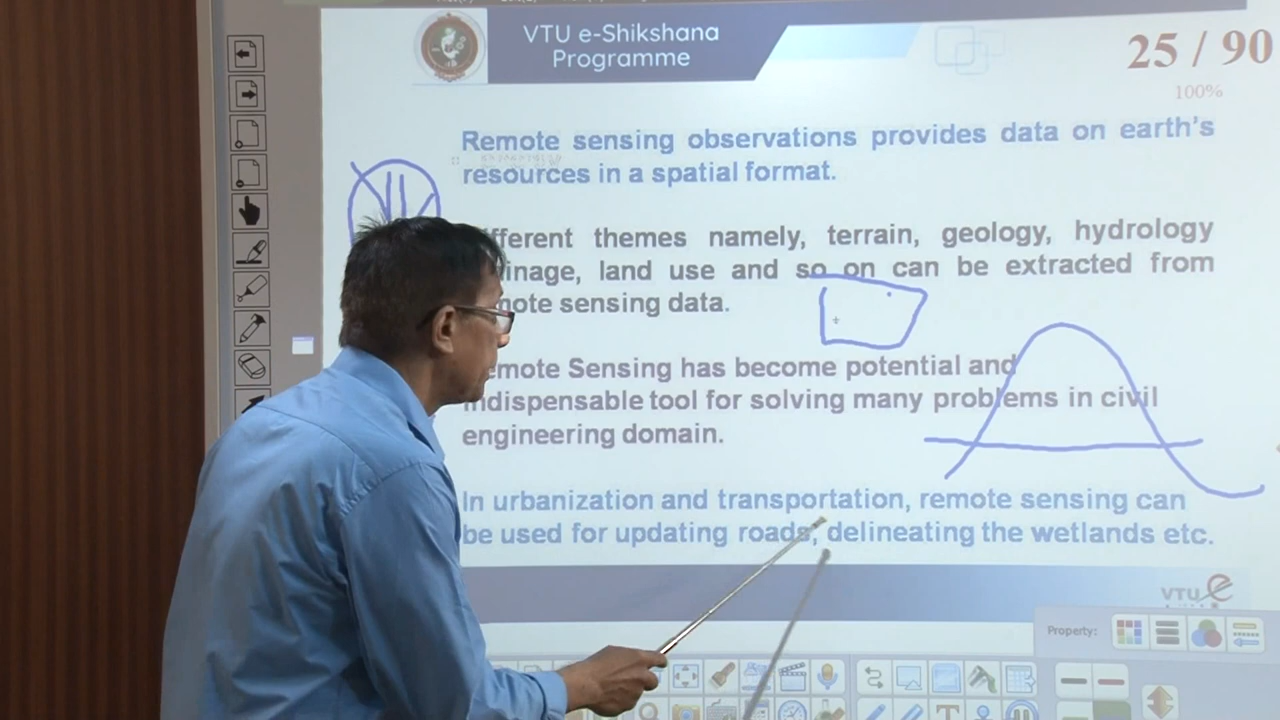 VTU e-Shikshana
Programme
25 / 90
100%
Remote sensing observations provides data on earth's
resources in a spatial format.
themes namely, terrain, geology, hydrology
land use and so on can be extracted from
sensing data.
Sensing has become potential and
indispensable tool for solving many problems in civil
engineering domain.
In urbanization and transportation, remote sensing can
be used for updating roads, delineating the wetlands etc.
VTU e
Property: